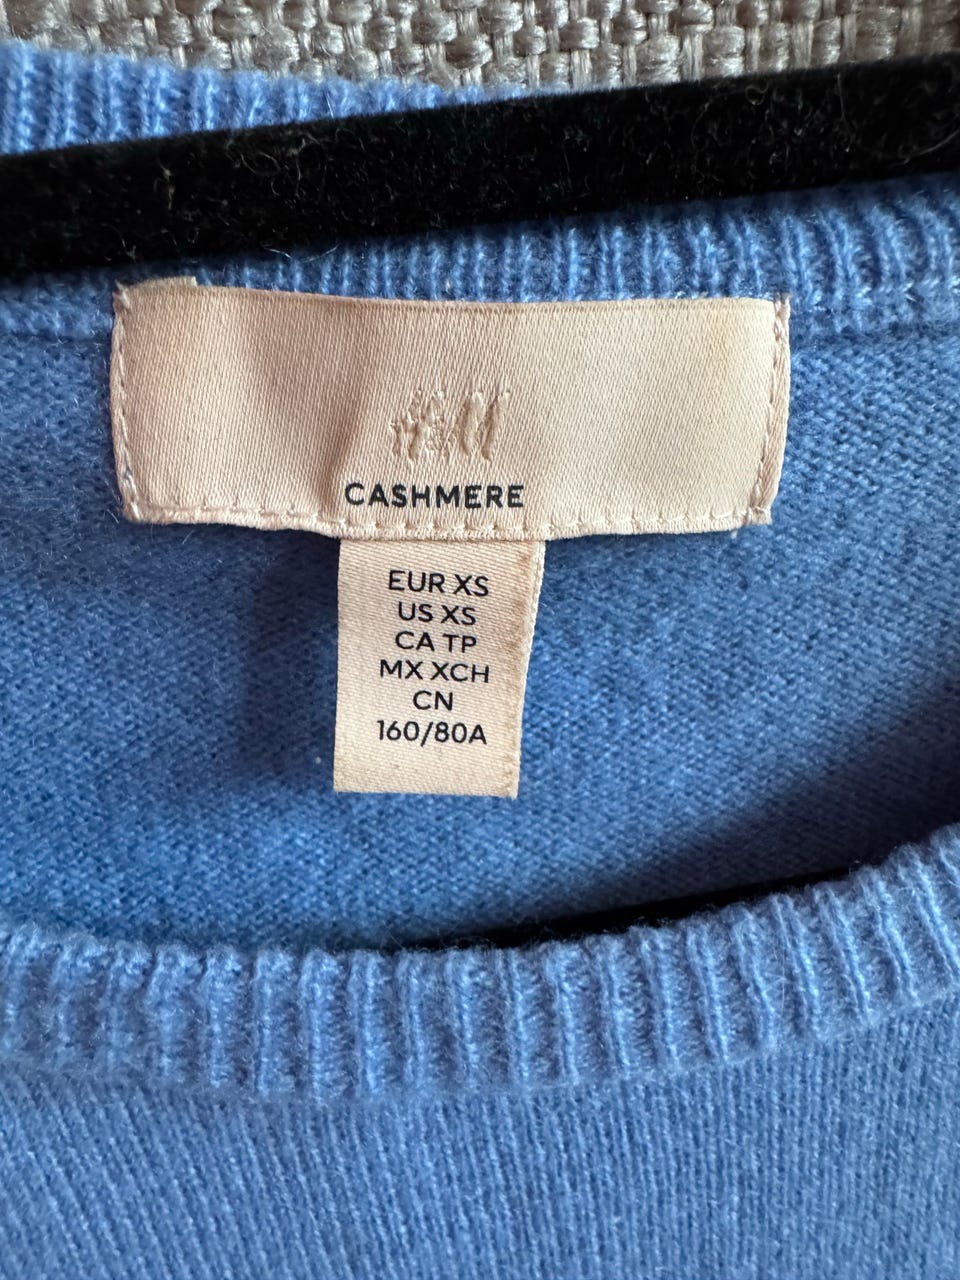 H&M
CASHMERE
EUR XS
US XS
CA TP
MX XCH
CN
160/80A